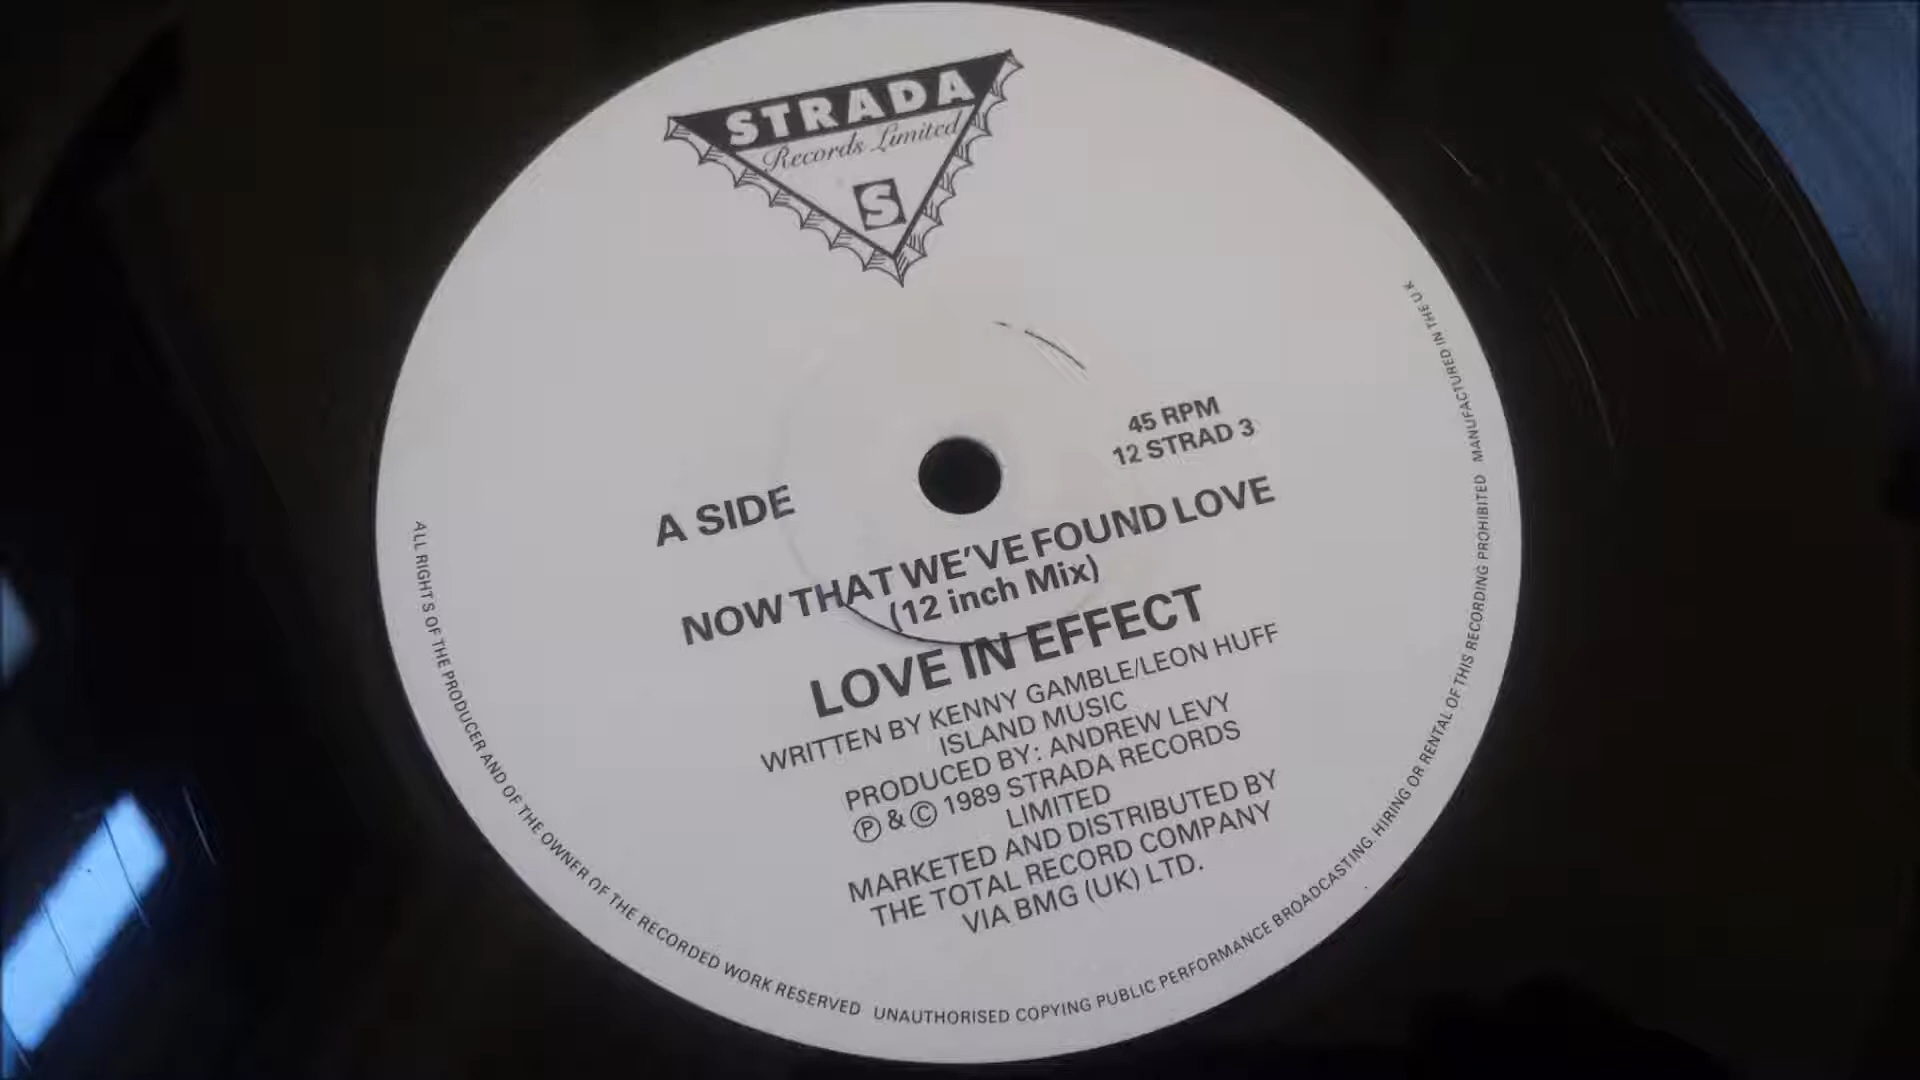 STRADA
Records Limited
S
45 RPM
12 STRAD 3
A SIDE
NOW THAT WE'VE FOUND LOVE
(12 inch Mix)
LOVE IN EFFECT
WRITTEN BY KENNY GAMBLE/LEON HUFF
ISLAND MUSIC
PRODUCED BY: ANDREW LEVY
Ⓟ & © 1989 STRADA RECORDS
LIMITED
MARKETED AND DISTRIBUTED BY
THE TOTAL RECORD COMPANY
VIA BMG (UK) LTD.
ALL RIGHTS OF THE PRODUCER AND OF THE OWNER OF THE RECORDED WORK RESERVED UNAUTHORISED COPYING PUBLIC PERFORMANCE BROADCASTING HIRING OR RENTAL OF THIS RECORDING PROHIBITED MANUFACTURED IN THE U.K.